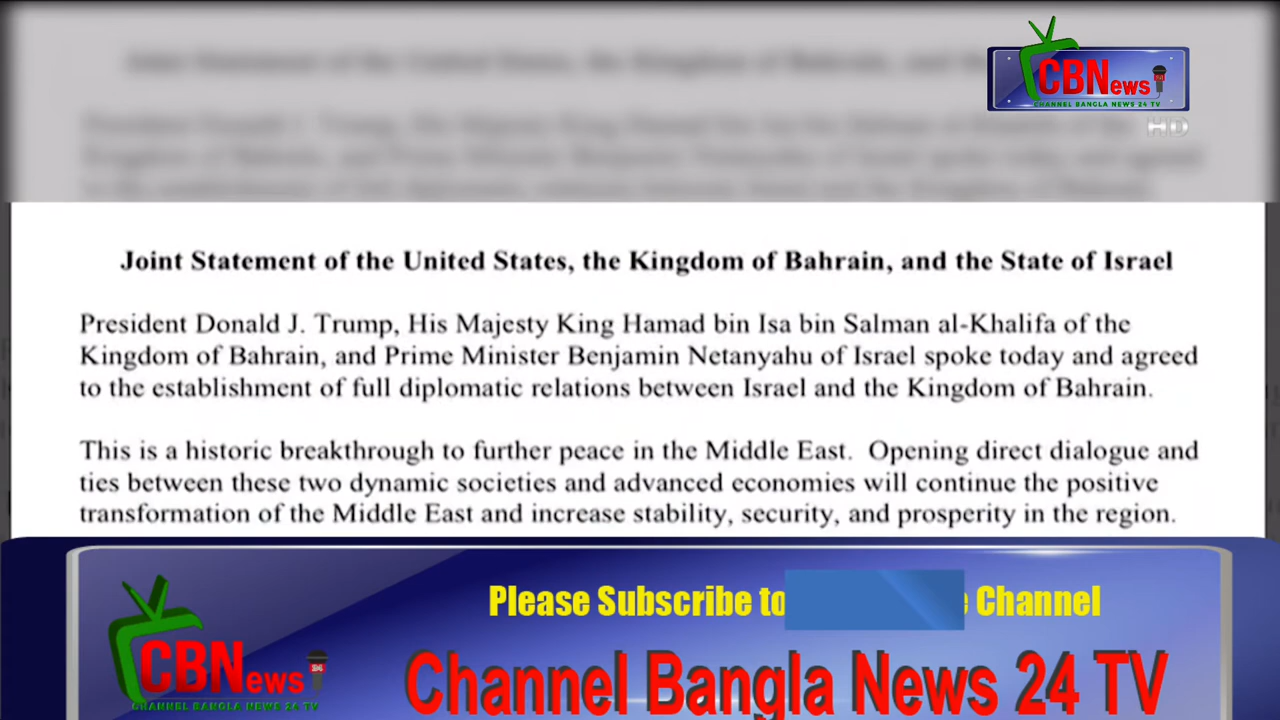 CBNews 24
CHANNEL BANGLA NEWS 24 TV
HD
Joint Statement of the United States, the Kingdom of Bahrain, and the State of Israel
President Donald J. Trump, His Majesty King Hamad bin Isa bin Salman al-Khalifa of the
Kingdom of Bahrain, and Prime Minister Benjamin Netanyahu of Israel spoke today and agreed
to the establishment of full diplomatic relations between Israel and the Kingdom of Bahrain.
This is a historic breakthrough to further peace in the Middle East. Opening direct dialogue and
ties between these two dynamic societies and advanced economies will continue the positive
transformation of the Middle East and increase stability, security, and prosperity in the region.
Please Subscribe to Channel
CBNews 24
CHANNEL BANGLA NEWS 24 TV
Channel Bangla News 24 TV